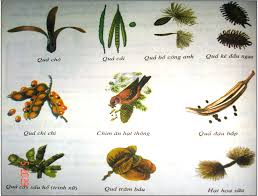 Quả chò
Quả cải
Quả bồ công anh
Quả ké đầu ngựa
Quả chi chi
Chim ăn hạt thông
Quả đậu bắp
Quả cây xấu hổ (trinh nữ)
Quả trâm bầu
Hạt hoa sữa